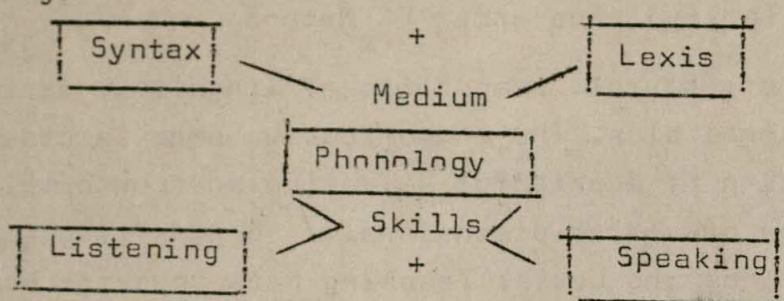 +
Syntax Lexis
Medium
Phonology
Skills
Listening Speaking
+